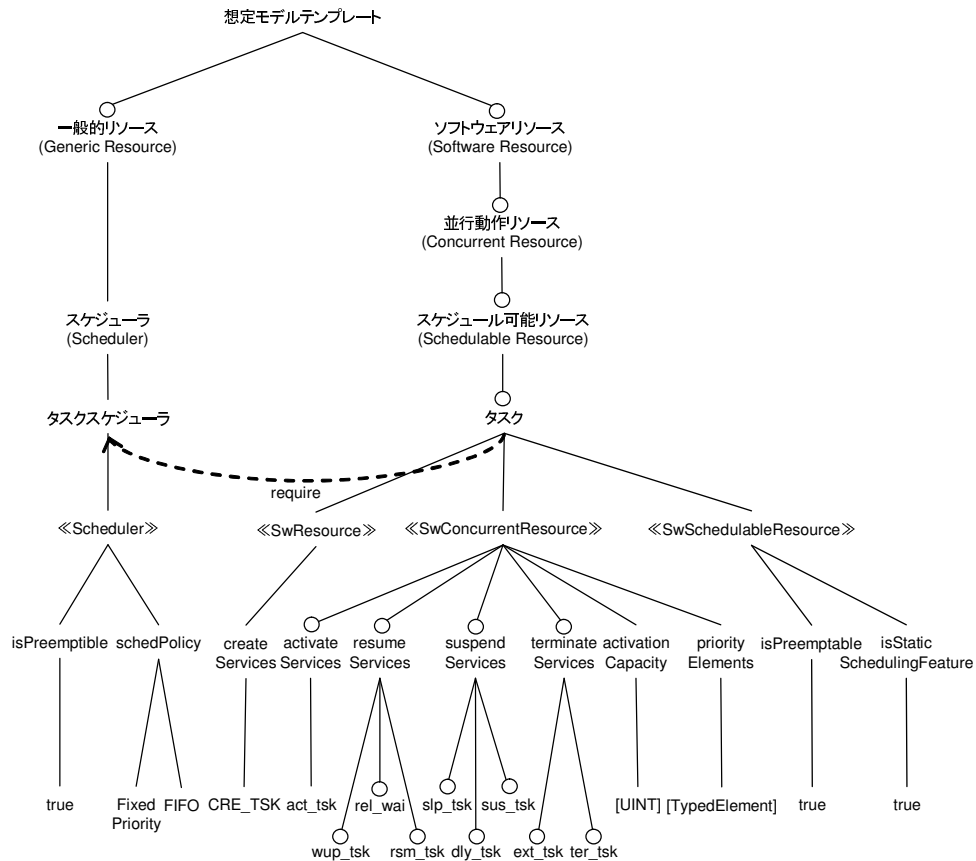 想定モデルテンプレート
一般的リソース
(Generic Resource)
ソフトウェアリソース
(Software Resource)
並行動作リソース
(Concurrent Resource)
スケジューラ
(Scheduler)
スケジュール可能リソース
(Schedulable Resource)
タスクスケジューラ
タスク
require
≪Scheduler≫
≪SwResource≫
≪SwConcurrentResource≫
≪SwSchedulableResource≫
isPreemptible
schedPolicy
create
Services
activate
Services
resume
Services
suspend
Services
terminate
Services
activation
Capacity
priority
Elements
isPreemptable
isStatic
SchedulingFeature
true
Fixed
Priority
FIFO
CRE_TSK
act_tsk
rel_wai
slp_tsk
sus_tsk
[UINT]
[TypedElement]
true
true
wup_tsk
rsm_tsk
dly_tsk
ext_tsk
ter_tsk